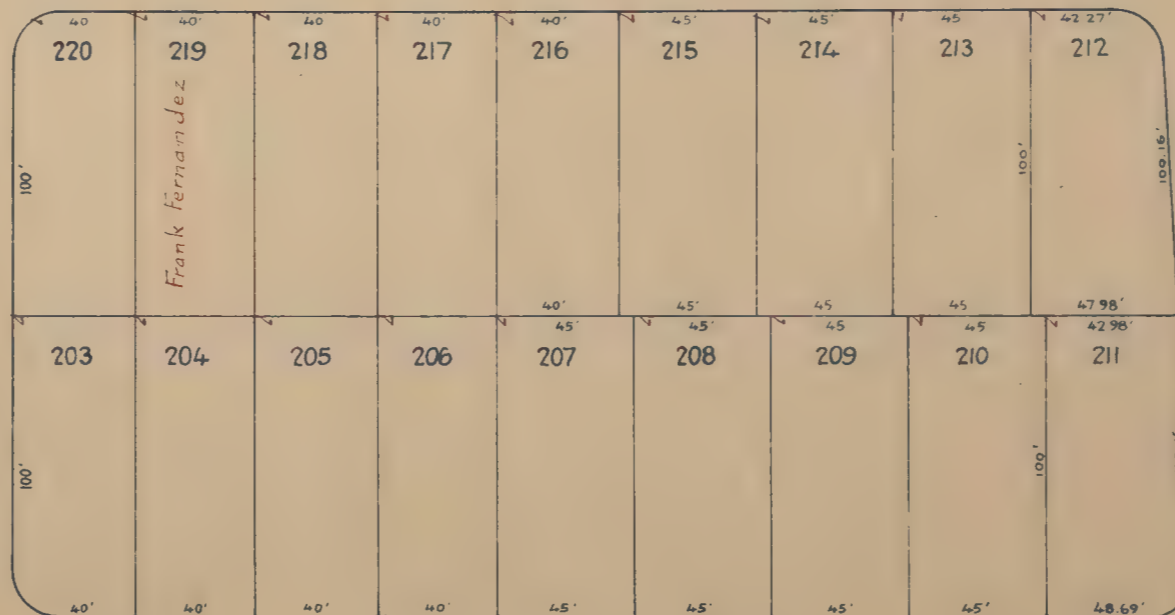 40 40' 40 40' 40' 45' 45' 45 42 27'
220 219 218 217 216 215 214 213 212
Frank Fernandez
100' 100' 100.16'
40' 45' 45 45 47 98'
45' 45' 45 45 42 98'
203 204 205 206 207 208 209 210 211
100' 100'
40' 40' 40' 40' 45' 45' 45' 45' 48.69'